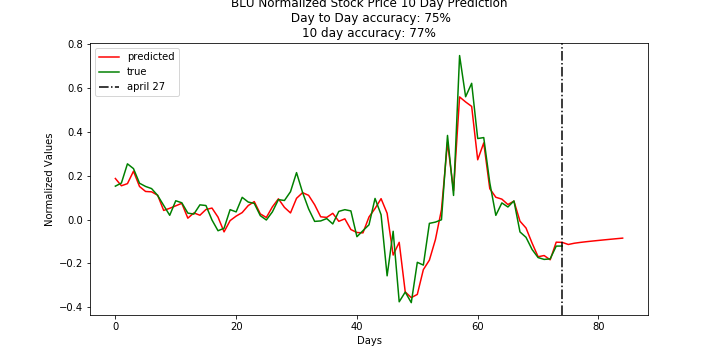 BLU Normalized Stock Price 10 Day Prediction
Day to Day accuracy: 75%
10 day accuracy: 77%
predicted
true
april 27
0.8
0.6
0.4
0.2
0.0
−0.2
−0.4
Normalized Values
0
20
40
60
80
Days